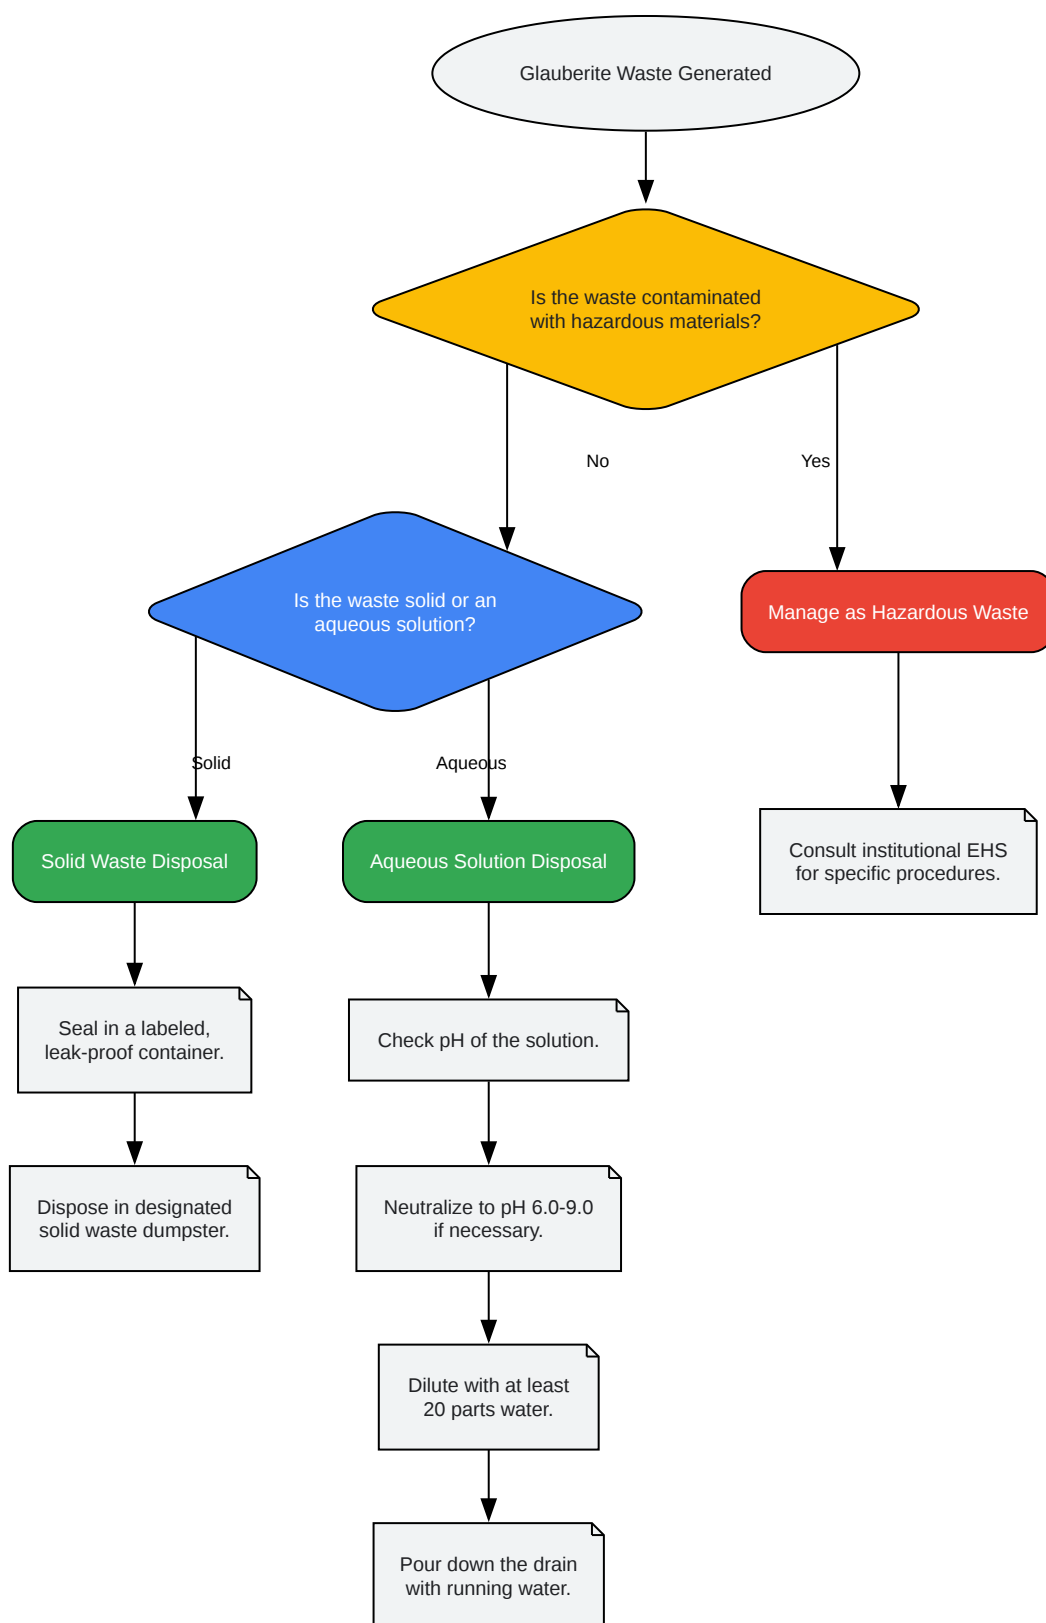 Glauberite Waste Generated
Is the waste contaminated
with hazardous materials?
No
Yes
Is the waste solid or an
aqueous solution?
Manage as Hazardous Waste
Solid
Aqueous
Solid Waste Disposal
Aqueous Solution Disposal
Consult institutional EHS
for specific procedures.
Seal in a labeled,
leak-proof container.
Check pH of the solution.
Dispose in designated
solid waste dumpster.
Neutralize to pH 6.0-9.0
if necessary.
Dilute with at least
20 parts water.
Pour down the drain
with running water.